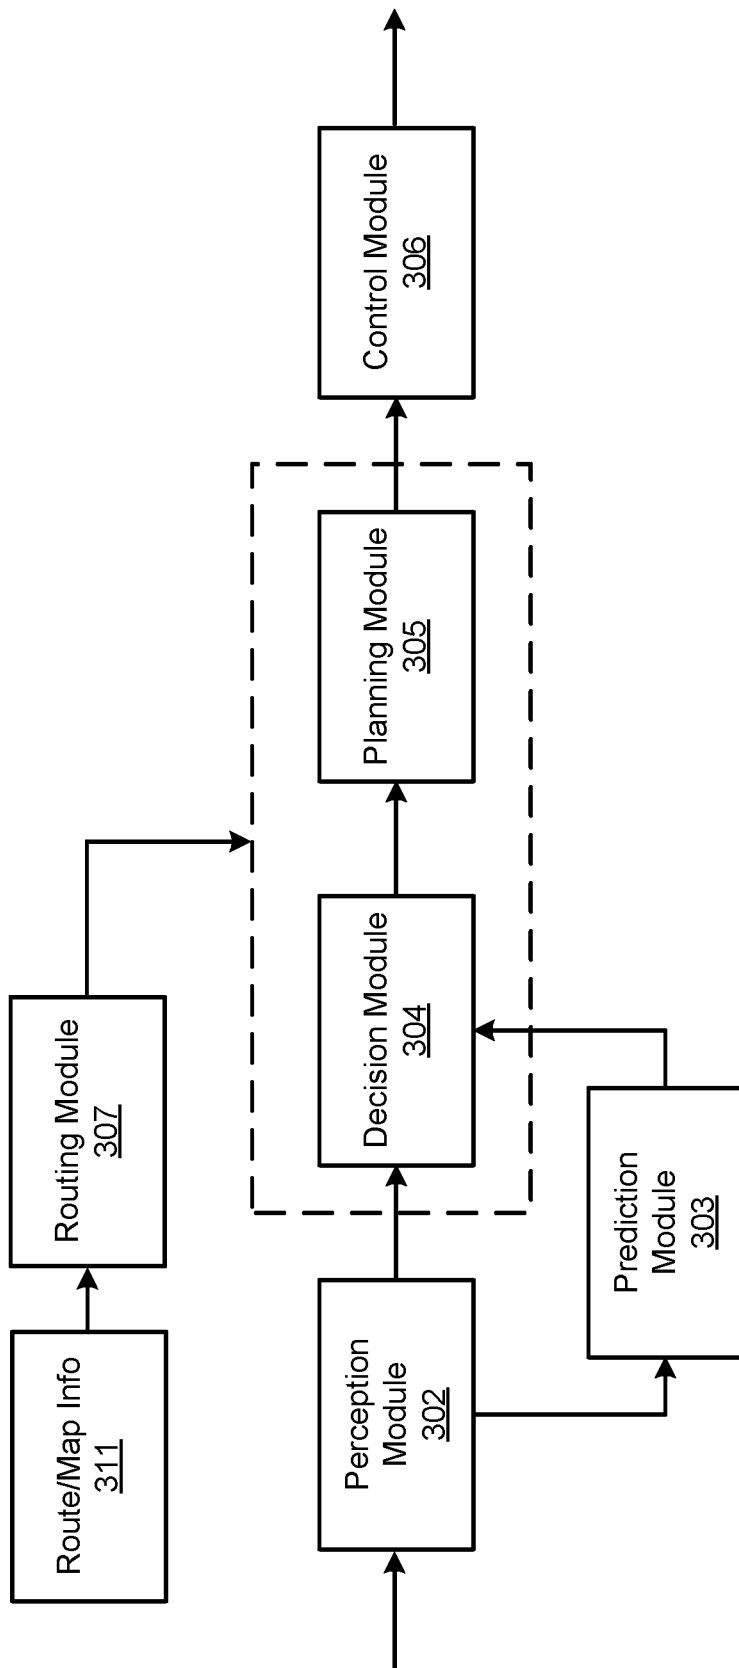 Route/Map Info
311
Routing Module
307
Perception
Module
302
Decision Module
304
Planning Module
305
Control Module
306
Prediction
Module
303